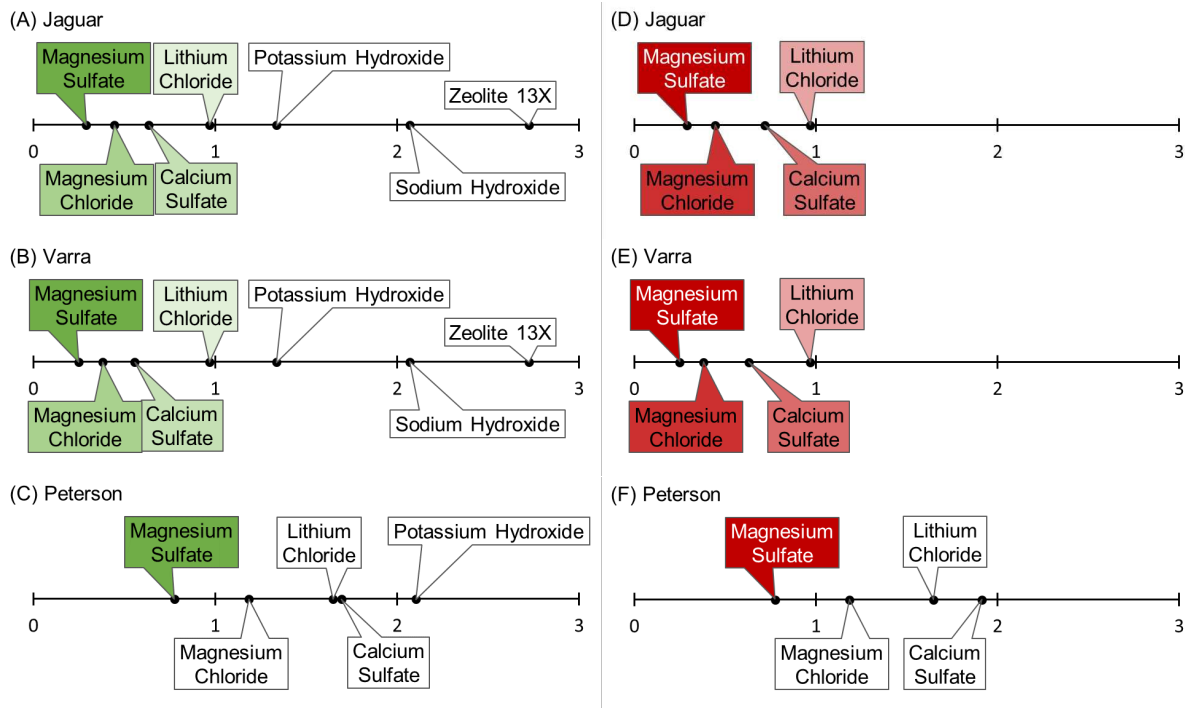 (A) Jaguar
Magnesium
Sulfate
Lithium
Chloride
Potassium Hydroxide
Zeolite 13X
0
1
2
3
Magnesium
Chloride
Calcium
Sulfate
Sodium Hydroxide
(B) Varra
Magnesium
Sulfate
Lithium
Chloride
Potassium Hydroxide
Zeolite 13X
0
1
2
3
Magnesium
Chloride
Calcium
Sulfate
Sodium Hydroxide
(C) Peterson
Magnesium
Sulfate
Lithium
Chloride
Potassium Hydroxide
0
1
2
3
Magnesium
Chloride
Calcium
Sulfate
(D) Jaguar
Magnesium
Sulfate
Lithium
Chloride
0
1
2
3
Magnesium
Chloride
Calcium
Sulfate
(E) Varra
Magnesium
Sulfate
Lithium
Chloride
0
1
2
3
Magnesium
Chloride
Calcium
Sulfate
(F) Peterson
Magnesium
Sulfate
Lithium
Chloride
0
1
2
3
Magnesium
Chloride
Calcium
Sulfate